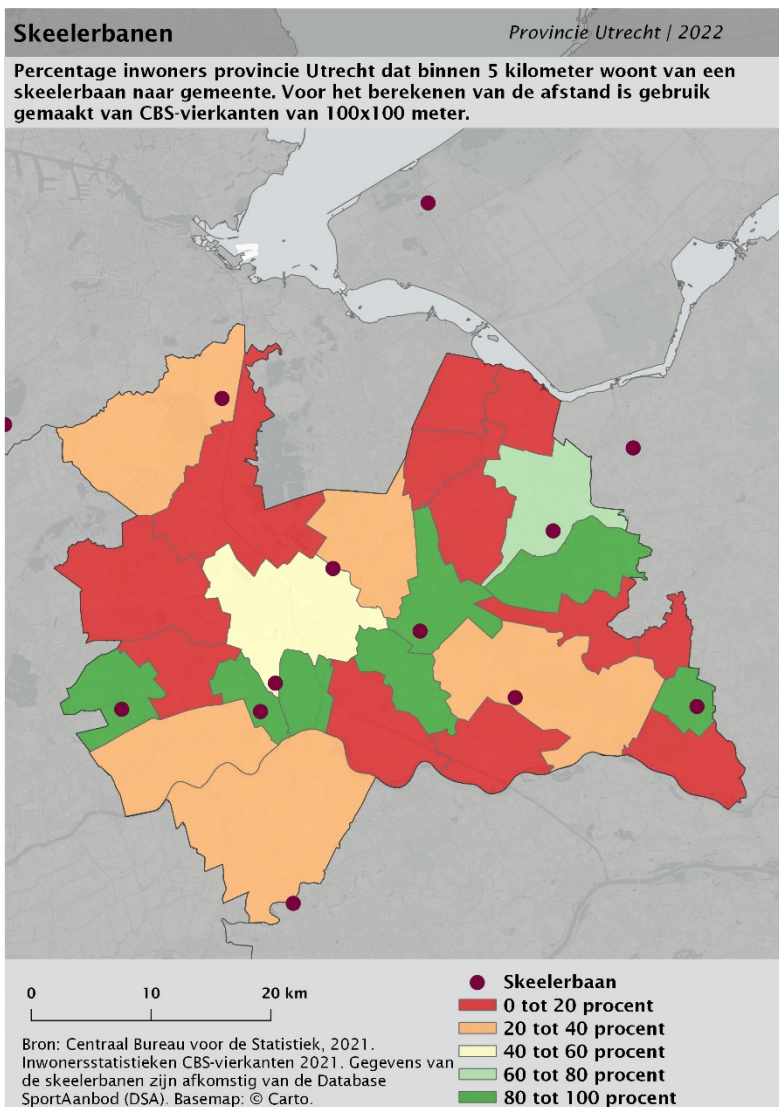 Skeelerbanen
Provincie Utrecht | 2022
Percentage inwoners provincie Utrecht dat binnen 5 kilometer woont van een
skeelerbaan naar gemeente. Voor het berekenen van de afstand is gebruik
gemaakt van CBS-vierkanten van 100x100 meter.
0 10 20 km
Bron: Centraal Bureau voor de Statistiek, 2021.
Inwonersstatistieken CBS-vierkanten 2021. Gegevens van
de skeelerbanen zijn afkomstig van de Database
SportAanbod (DSA). Basemap: © Carto.
Skeelerbaan
0 tot 20 procent
20 tot 40 procent
40 tot 60 procent
60 tot 80 procent
80 tot 100 procent